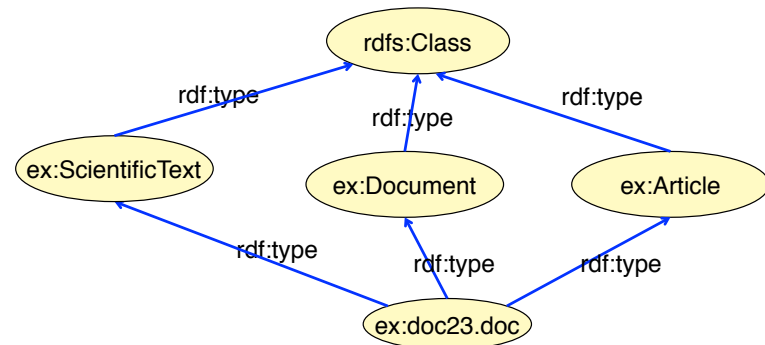 rdfs:Class
rdf:type
rdf:type
rdf:type
ex:ScientificText
ex:Document
ex:Article
rdf:type
rdf:type
rdf:type
ex:doc23.doc